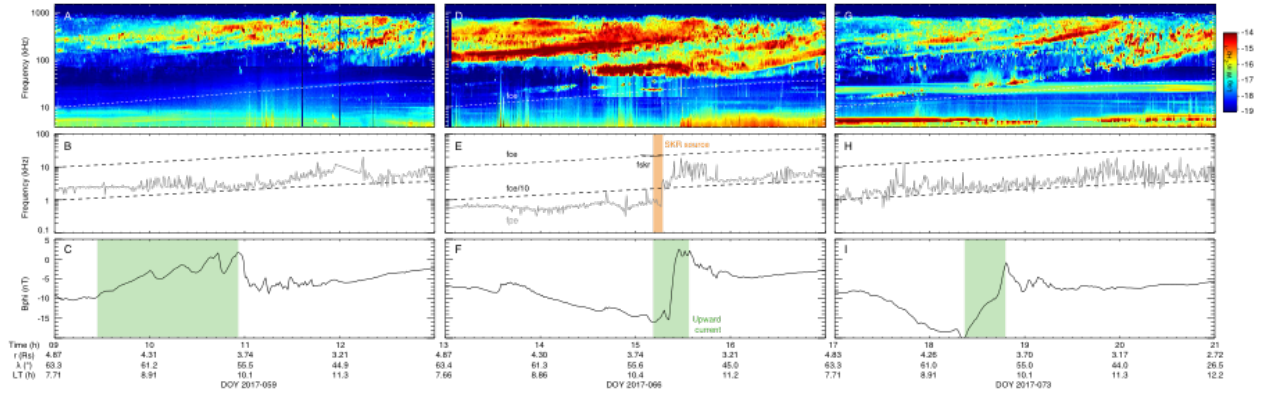 A
D
G
1000
100
10
Frequency (kHz)
fce
-14
-15
-16
-17
-18
-19
B
E
H
100
10
1
0.1
Frequency (kHz)
fce
fskr
SKR source
fce/10
fpe
C
F
I
5
0
-5
-10
-15
Bphi (nT)
Upward
current
Time (h) 09 10 11 12 13 14 15 16 17 18 19 20 21
r (Rs) 4.87 4.31 3.74 3.21 4.87 4.30 3.74 3.21 4.83 4.26 3.70 3.17 2.72
λ (°) 63.3 61.2 55.5 44.9 63.4 61.3 55.6 45.0 63.3 61.0 55.0 44.0 26.5
LT (h) 7.71 8.91 10.1 11.3 7.66 8.86 10.4 11.2 7.71 8.91 10.1 11.3 12.2
DOY 2017-059 DOY 2017-066 DOY 2017-073